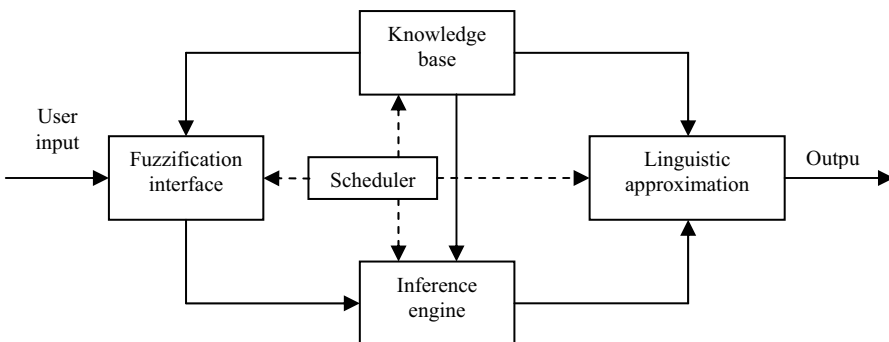 Knowledge
base
User
input
Fuzzification
interface
Scheduler
Linguistic
approximation
Outpu
Inference
engine